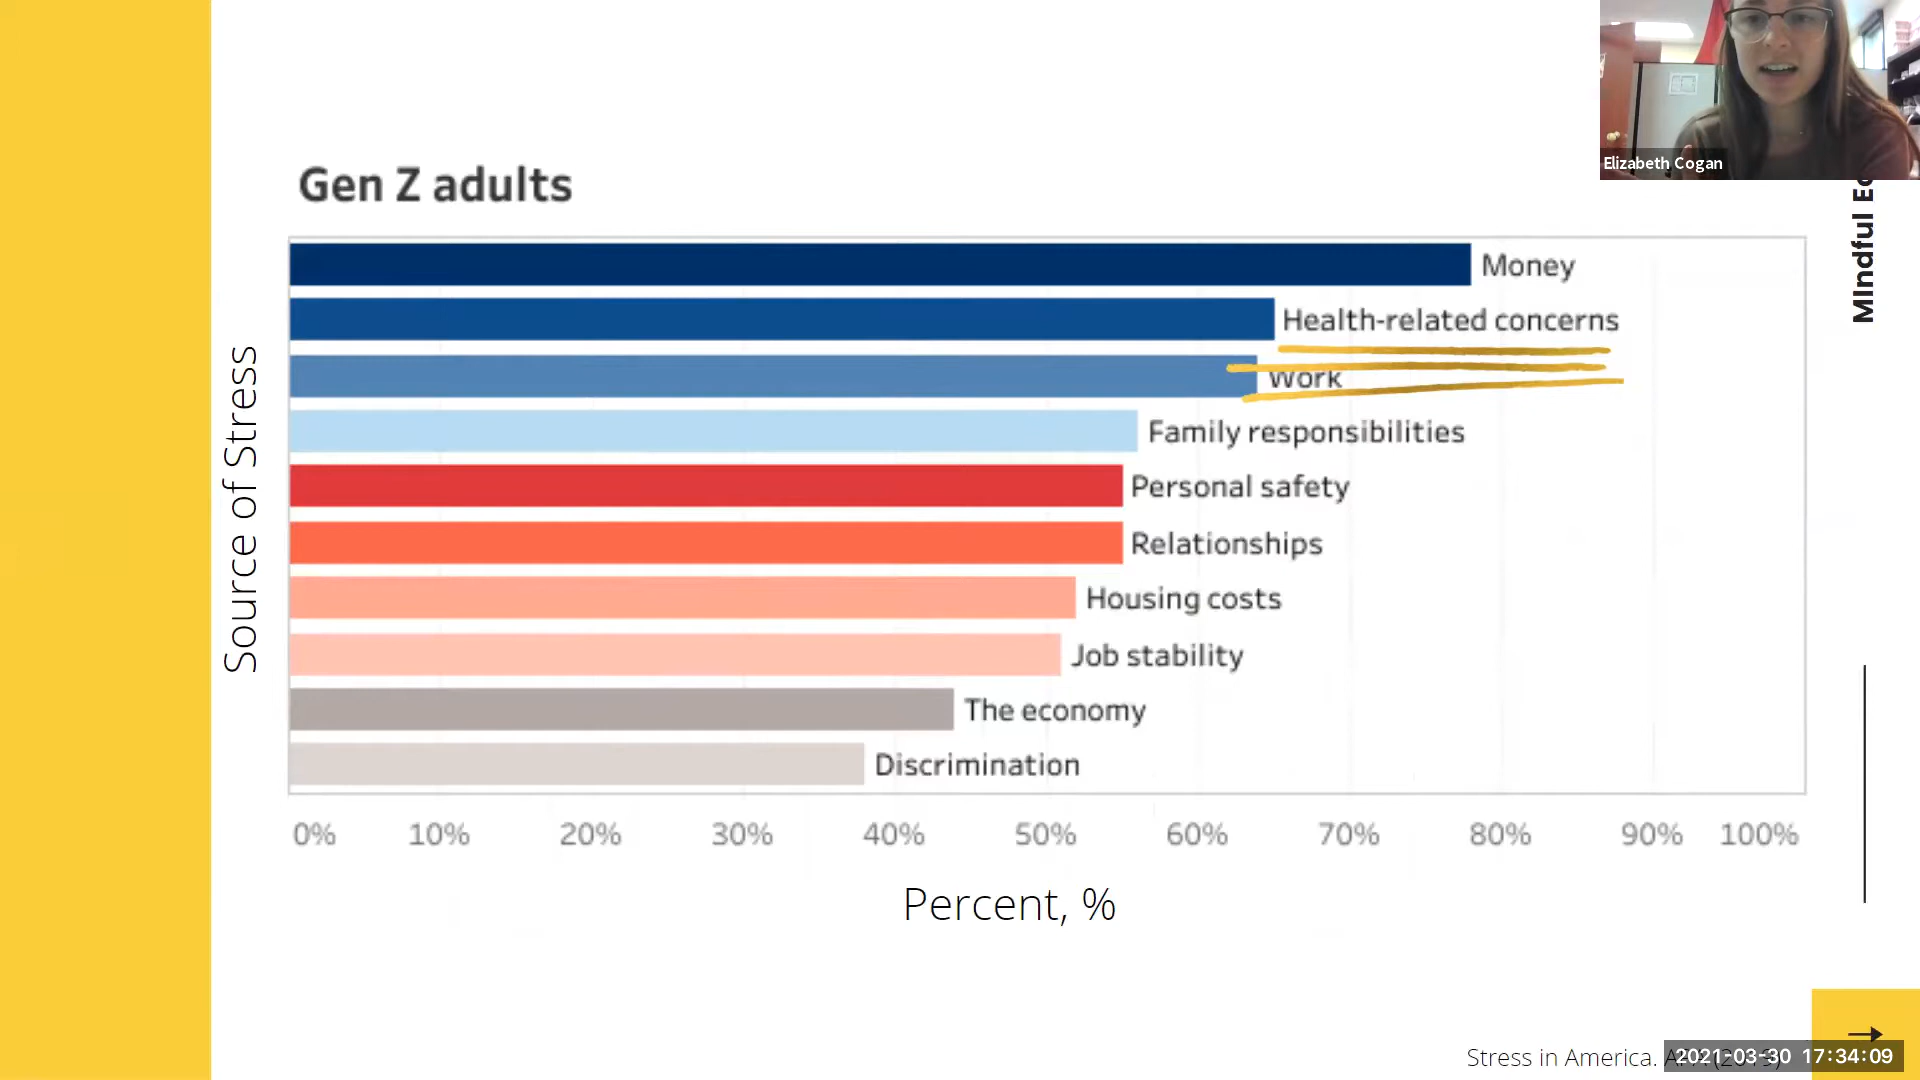 Elizabeth Cogan
Mindful
Gen Z adults
Source of Stress
Money
Health-related concerns
Work
Family responsibilities
Personal safety
Relationships
Housing costs
Job stability
The economy
Discrimination
0% 10% 20% 30% 40% 50% 60% 70% 80% 90% 100%
Percent, %
→
Stress in America.
2021-03-30 17:34:09